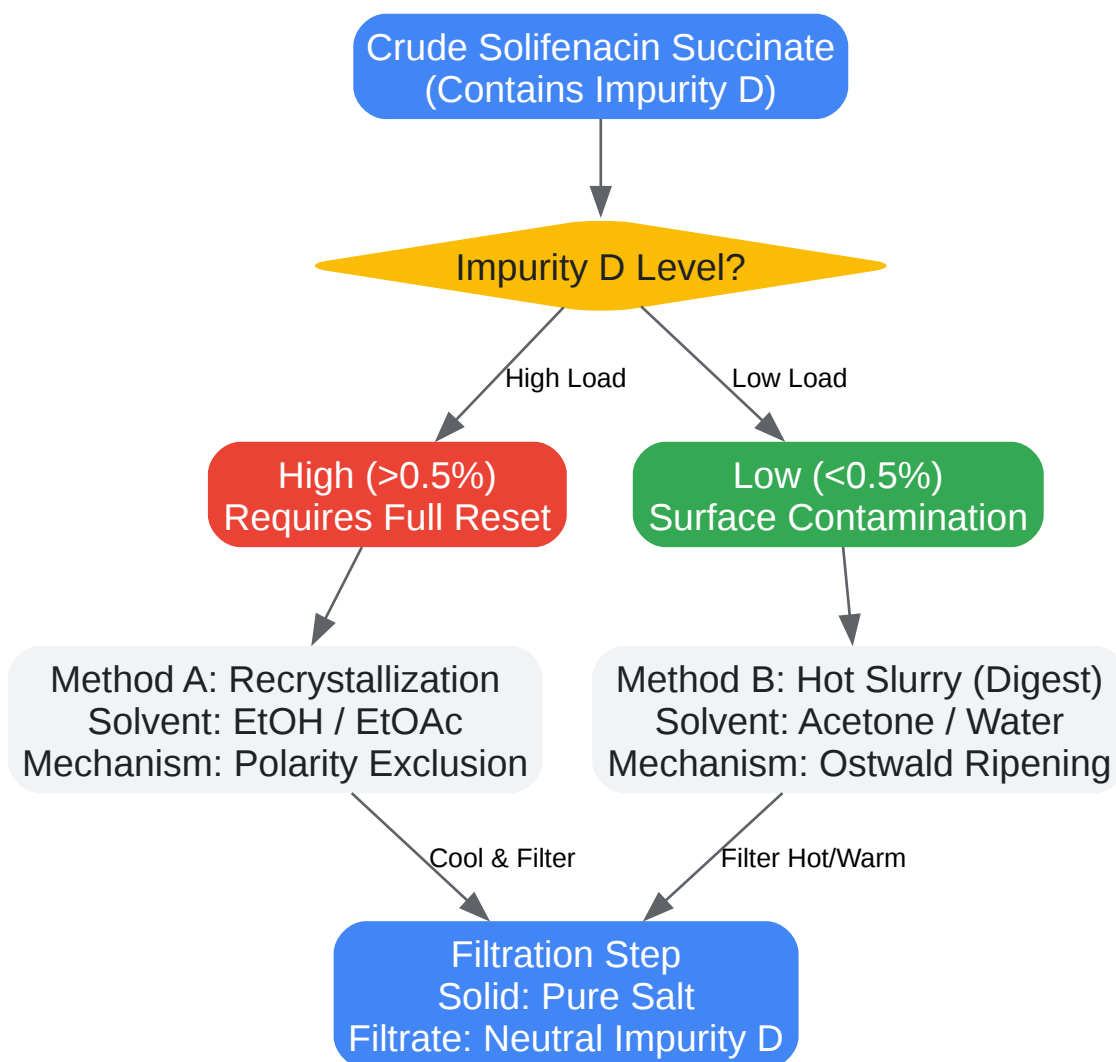 Crude Solifenacin Succinate
(Contains Impurity D)
Impurity D Level?
High Load
Low Load
High (>0.5%)
Requires Full Reset
Low (<0.5%)
Surface Contamination
Method A: Recrystallization
Solvent: EtOH / EtOAc
Mechanism: Polarity Exclusion
Method B: Hot Slurry (Digest)
Solvent: Acetone / Water
Mechanism: Ostwald Ripening
Cool & Filter
Filter Hot/Warm
Filtration Step
Solid: Pure Salt
Filtrate: Neutral Impurity D